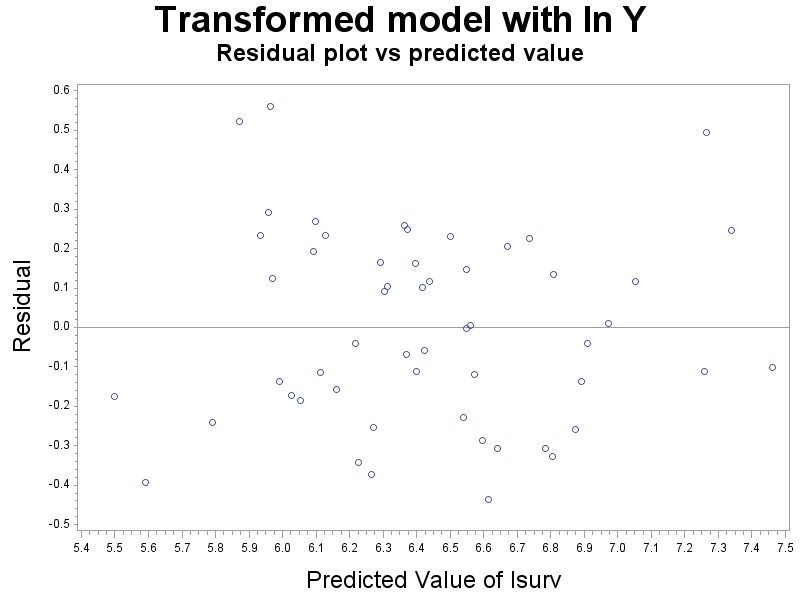 Transformed model with ln Y
Residual plot vs predicted value
0.6
0.5
0.4
0.3
0.2
0.1
0.0
-0.1
-0.2
-0.3
-0.4
-0.5
Residual
5.4 5.5 5.6 5.7 5.8 5.9 6.0 6.1 6.2 6.3 6.4 6.5 6.6 6.7 6.8 6.9 7.0 7.1 7.2 7.3 7.4 7.5
Predicted Value of lsurv